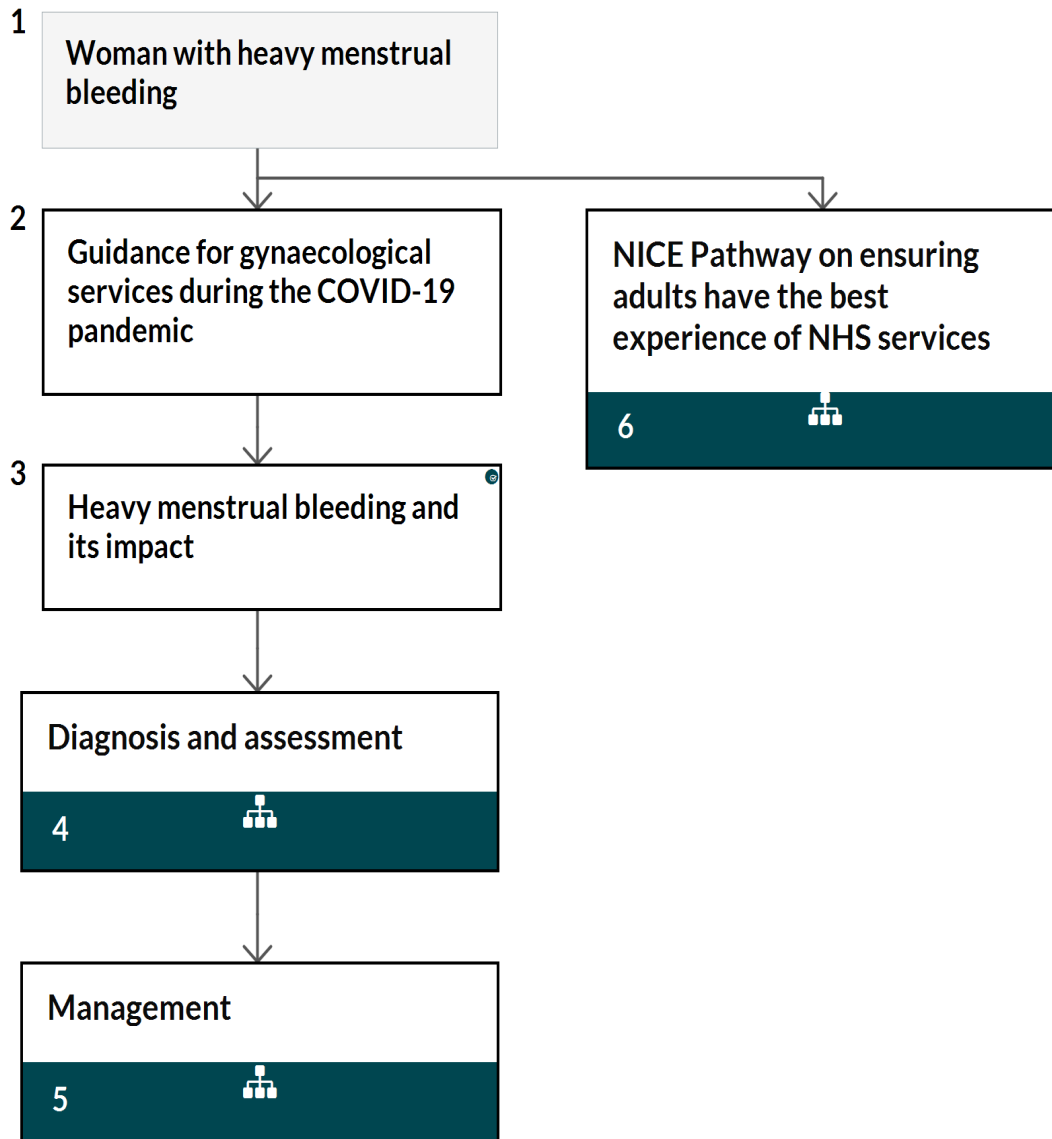 1
Woman with heavy menstrual
bleeding
2
Guidance for gynaecological
services during the COVID-19
pandemic
NICE Pathway on ensuring
adults have the best
experience of NHS services
6
3
Heavy menstrual bleeding and
its impact
Diagnosis and assessment
4
Management
5